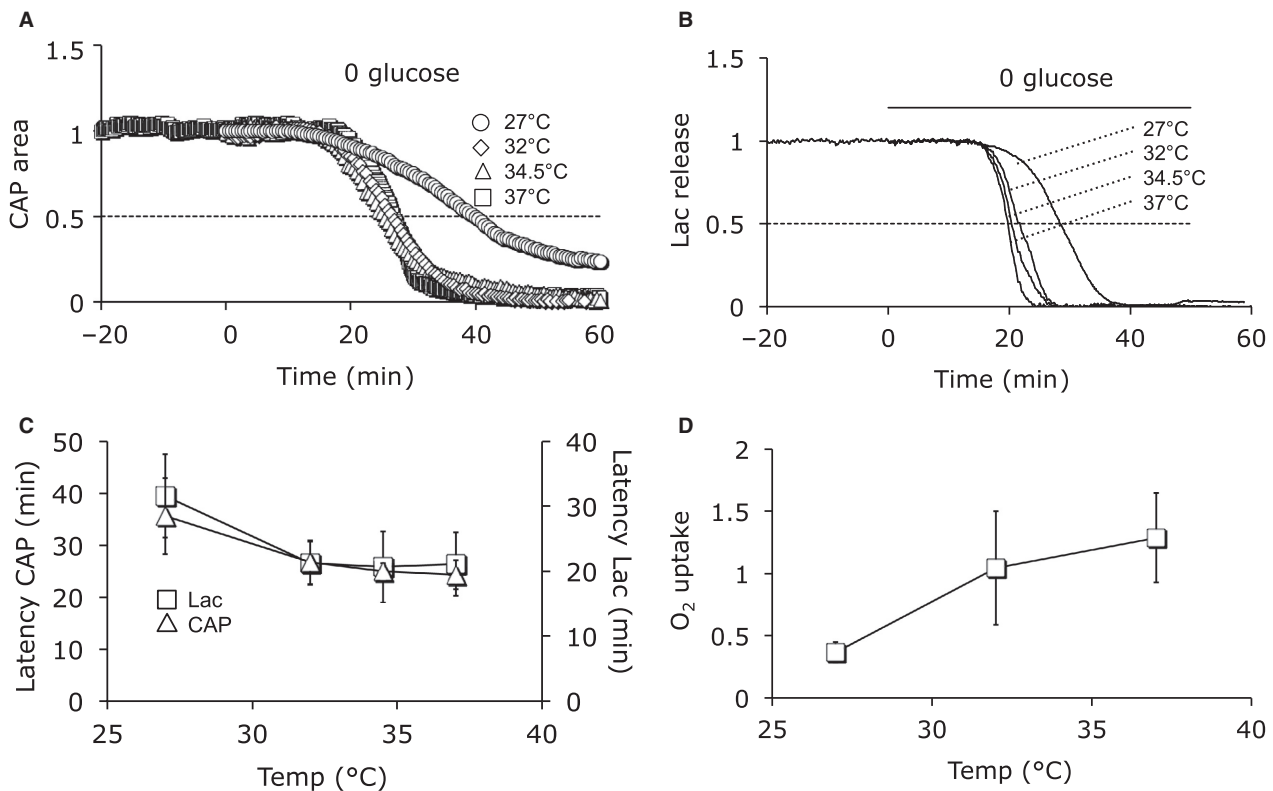 A
1.5
1
0.5
0
CAP area
0 glucose
27°C
32°C
34.5°C
37°C
–20
0
20
40
60
Time (min)
B
1.5
1
0.5
0
Lac release
0 glucose
27°C
32°C
34.5°C
37°C
–20
0
20
40
60
Time (min)
C
50
40
30
20
10
0
Latency CAP (min)
40
30
20
10
0
Latency Lac (min)
Lac
CAP
25
30
35
40
Temp (°C)
D
2
1.5
1
0.5
0
O₂ uptake
25
30
35
40
Temp (°C)